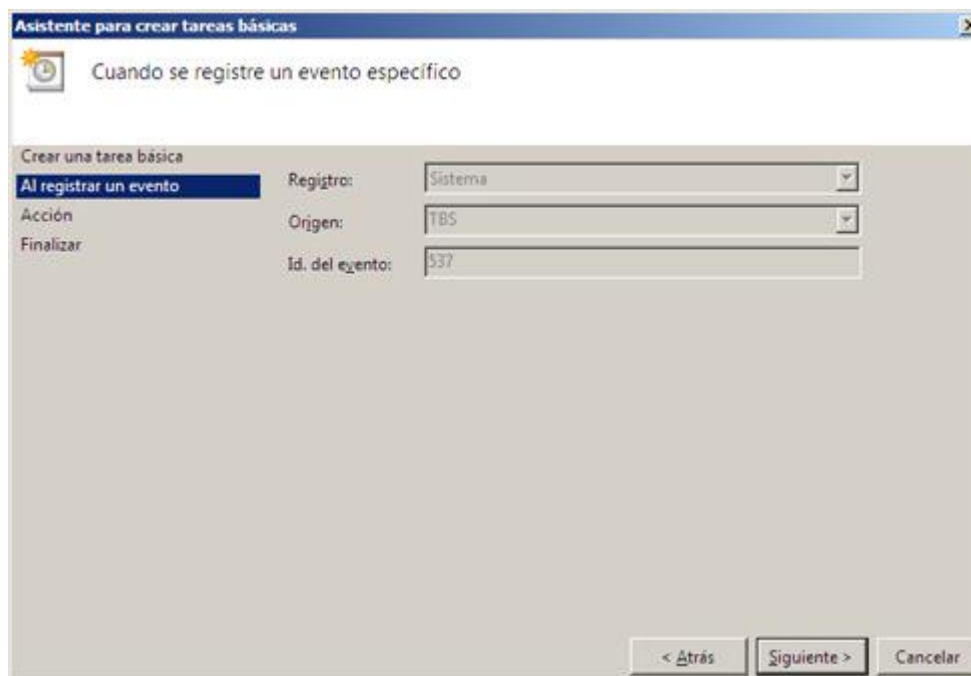 Asistente para crear tareas básicas
Cuando se registre un evento específico
Crear una tarea básica
Al registrar un evento
Acción
Finalizar
Registro: Sistema
Origen: TBS
Id. del evento: 537
< Atrás
Siguiente >
Cancelar